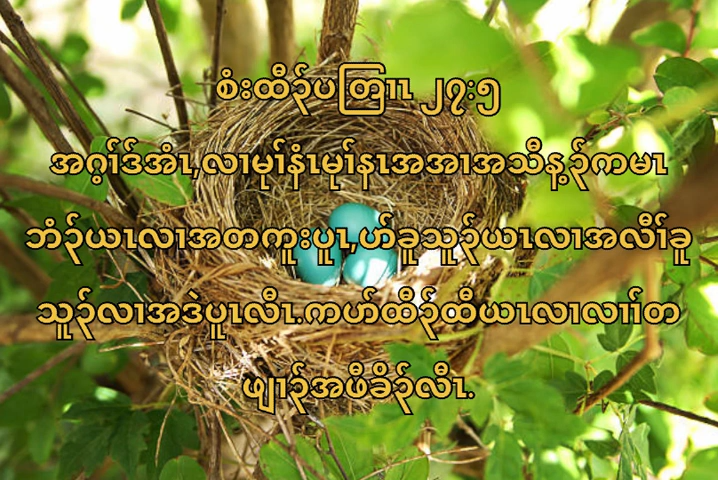 စံးထီၣ်ပတြၢၤ ၂၇:၅
အဂ့ၢ်ဒ်အံၤ,လၢမုၢ်နံၤမုၢ်နၤအအၢအသီန့ၣ်ကမၤ
ဘံၣ်ယၤလၢအတကူးပူၤ,ဟ်ခူသူၣ်ယၤလၢအလီၢ်ခူ
သူၣ်လၢအဒဲပူၤလီၤ.ကဟ်ထီၣ်ထီယၤလၢလၢၢ်တ
ဖျၢၣ်အဖီခိၣ်လီၤ.